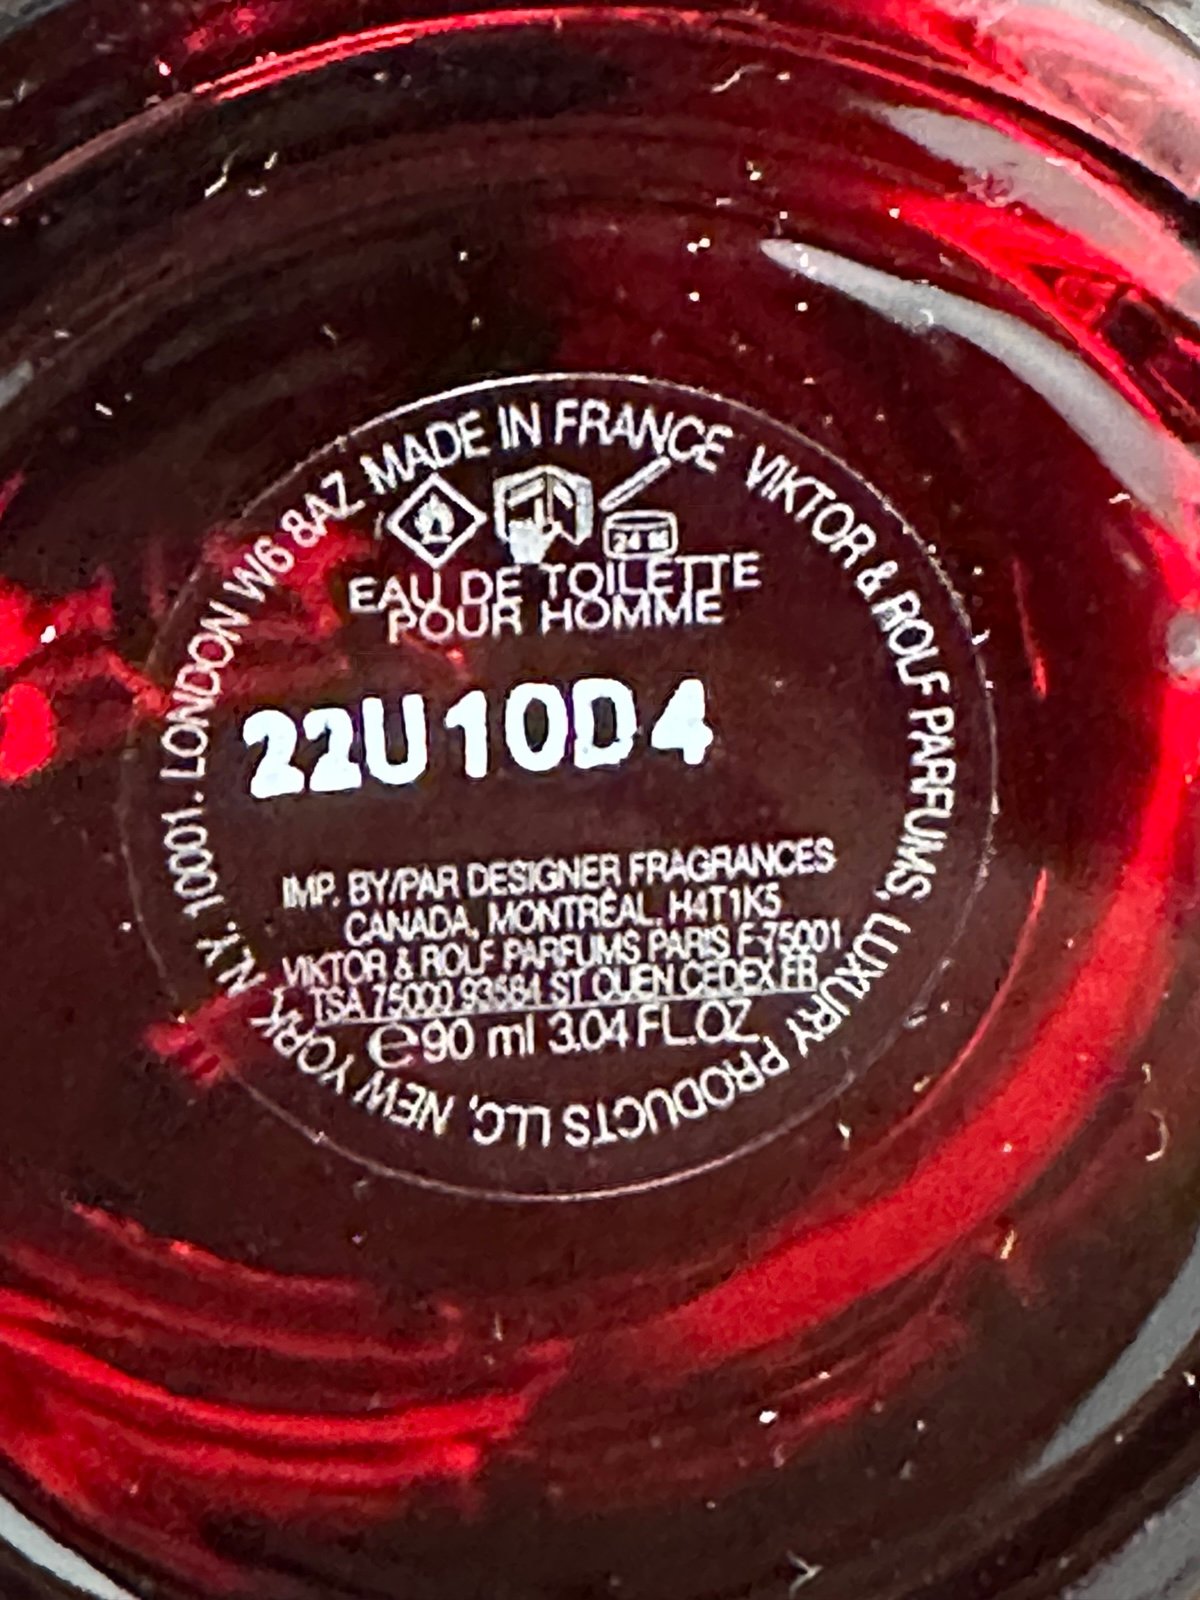 MADE IN FRANCE VIKTOR & ROLF PARFUMS, LUXURY PRODUCTS LLC, NEW YORK, N.Y. 10001. LONDON W6 8AZ
24 M
EAU DE TOILETTE
POUR HOMME
22U10D4
IMP. BY/PAR DESIGNER FRAGRANCES
CANADA, MONTRÉAL, H4T1K5
VIKTOR & ROLF PARFUMS PARIS F-75001
TSA 75000 93584 ST OUEN CEDEX FR
e90 ml 3.04 FL.OZ